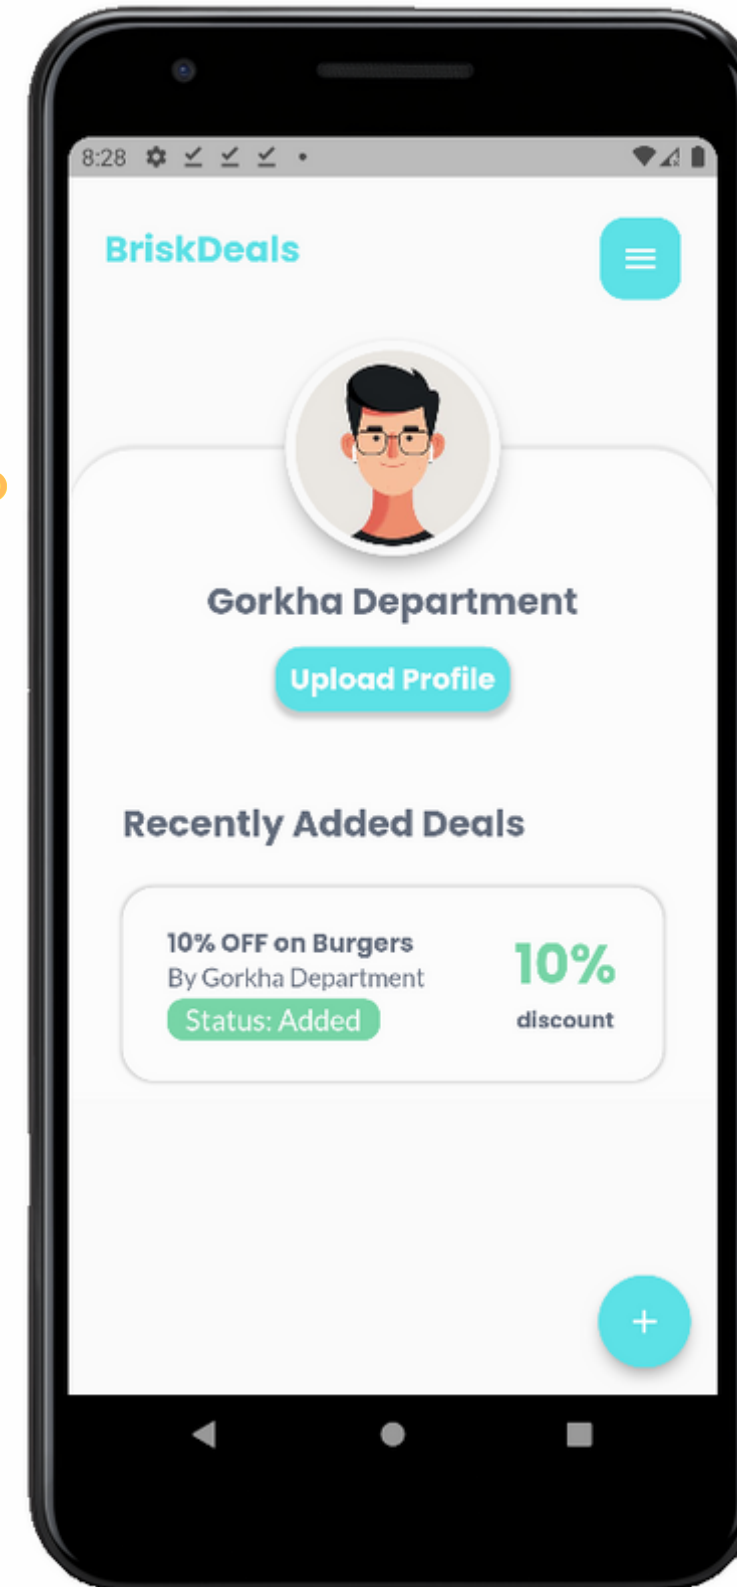 8:28
BriskDeals
Gorkha Department
Upload Profile
Recently Added Deals
10% OFF on Burgers
By Gorkha Department
Status: Added
10%
discount
+